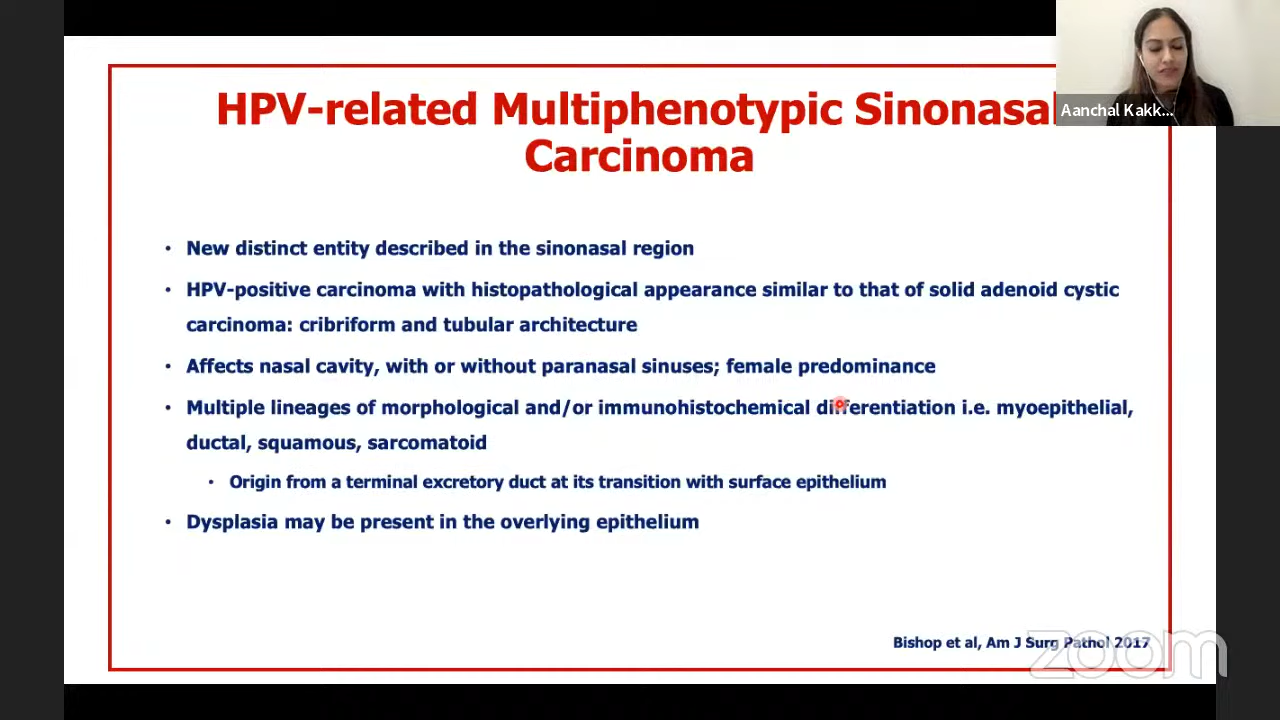 HPV-related Multiphenotypic Sinonasal
Carcinoma
Aanchal Kakk...
• New distinct entity described in the sinonasal region
• HPV-positive carcinoma with histopathological appearance similar to that of solid adenoid cystic
carcinoma: cribriform and tubular architecture
• Affects nasal cavity, with or without paranasal sinuses; female predominance
• Multiple lineages of morphological and/or immunohistochemical differentiation i.e. myoepithelial,
ductal, squamous, sarcomatoid
• Origin from a terminal excretory duct at its transition with surface epithelium
• Dysplasia may be present in the overlying epithelium
Bishop et al, Am J Surg Pathol 2017
zoom